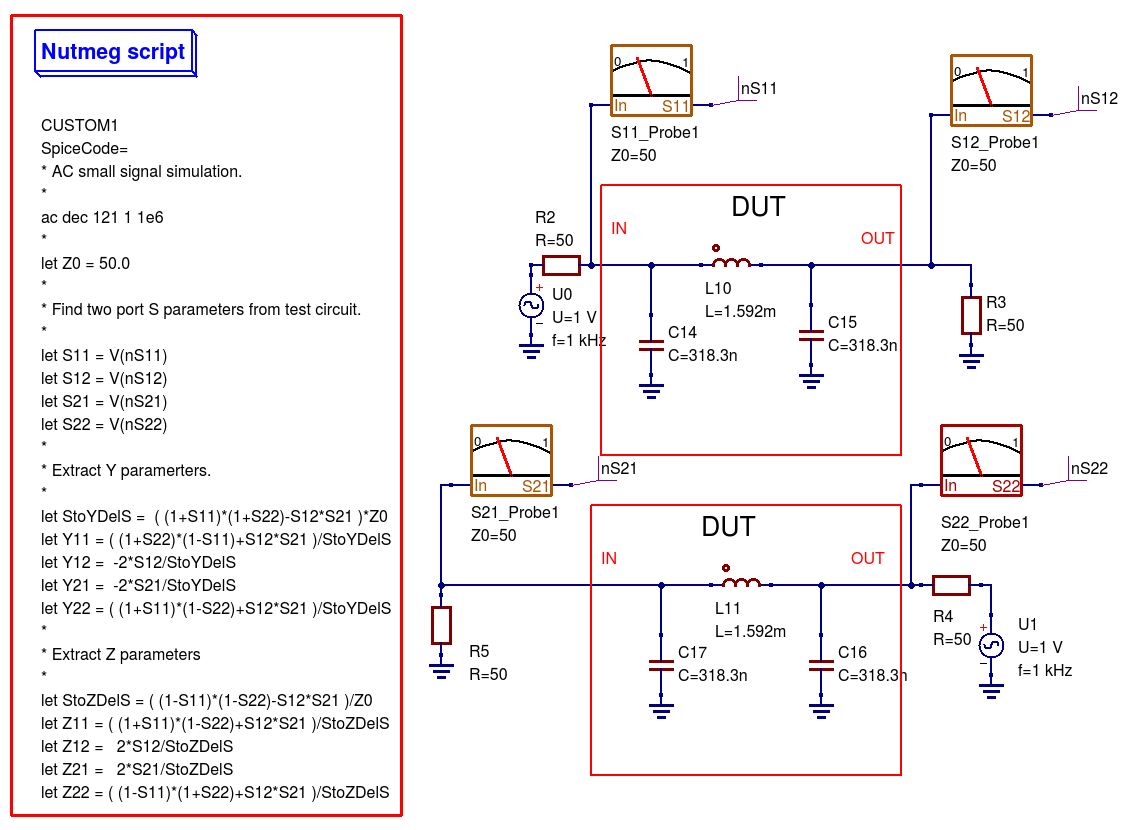 Nutmeg script
CUSTOM1
SpiceCode=
* AC small signal simulation.
*
ac dec 121 1 1e6
*
let Z0 = 50.0
*
* Find two port S parameters from test circuit.
*
let S11 = V(nS11)
let S12 = V(nS12)
let S21 = V(nS21)
let S22 = V(nS22)
*
* Extract Y paramerters.
*
let StoYDelS =  ( (1+S11)*(1+S22)-S12*S21 )*Z0
let Y11 = ( (1+S22)*(1-S11)+S12*S21 )/StoYDelS
let Y12 =  -2*S12/StoYDelS
let Y21 =  -2*S21/StoYDelS
let Y22 = ( (1+S11)*(1-S22)+S12*S21 )/StoYDelS
*
* Extract Z parameters
*
let StoZDelS = ( (1-S11)*(1-S22)-S12*S21 )/Z0
let Z11 = ( (1+S11)*(1-S22)+S12*S21 )/StoZDelS
let Z12 =   2*S12/StoZDelS
let Z21 =   2*S21/StoZDelS
let Z22 = ( (1-S11)*(1+S22)+S12*S21 )/StoZDelS
0 1
In S11
nS11
S11_Probe1
Z0=50
0 1
In S12
nS12
S12_Probe1
Z0=50
DUT
IN
OUT
R2
R=50
U0
U=1 V
f=1 kHz
L10
L=1.592m
C14
C=318.3n
C15
C=318.3n
R3
R=50
0 1
In S21
nS21
S21_Probe1
Z0=50
0 1
In S22
nS22
S22_Probe1
Z0=50
DUT
IN
OUT
L11
L=1.592m
C17
C=318.3n
C16
C=318.3n
R5
R=50
R4
R=50
U1
U=1 V
f=1 kHz